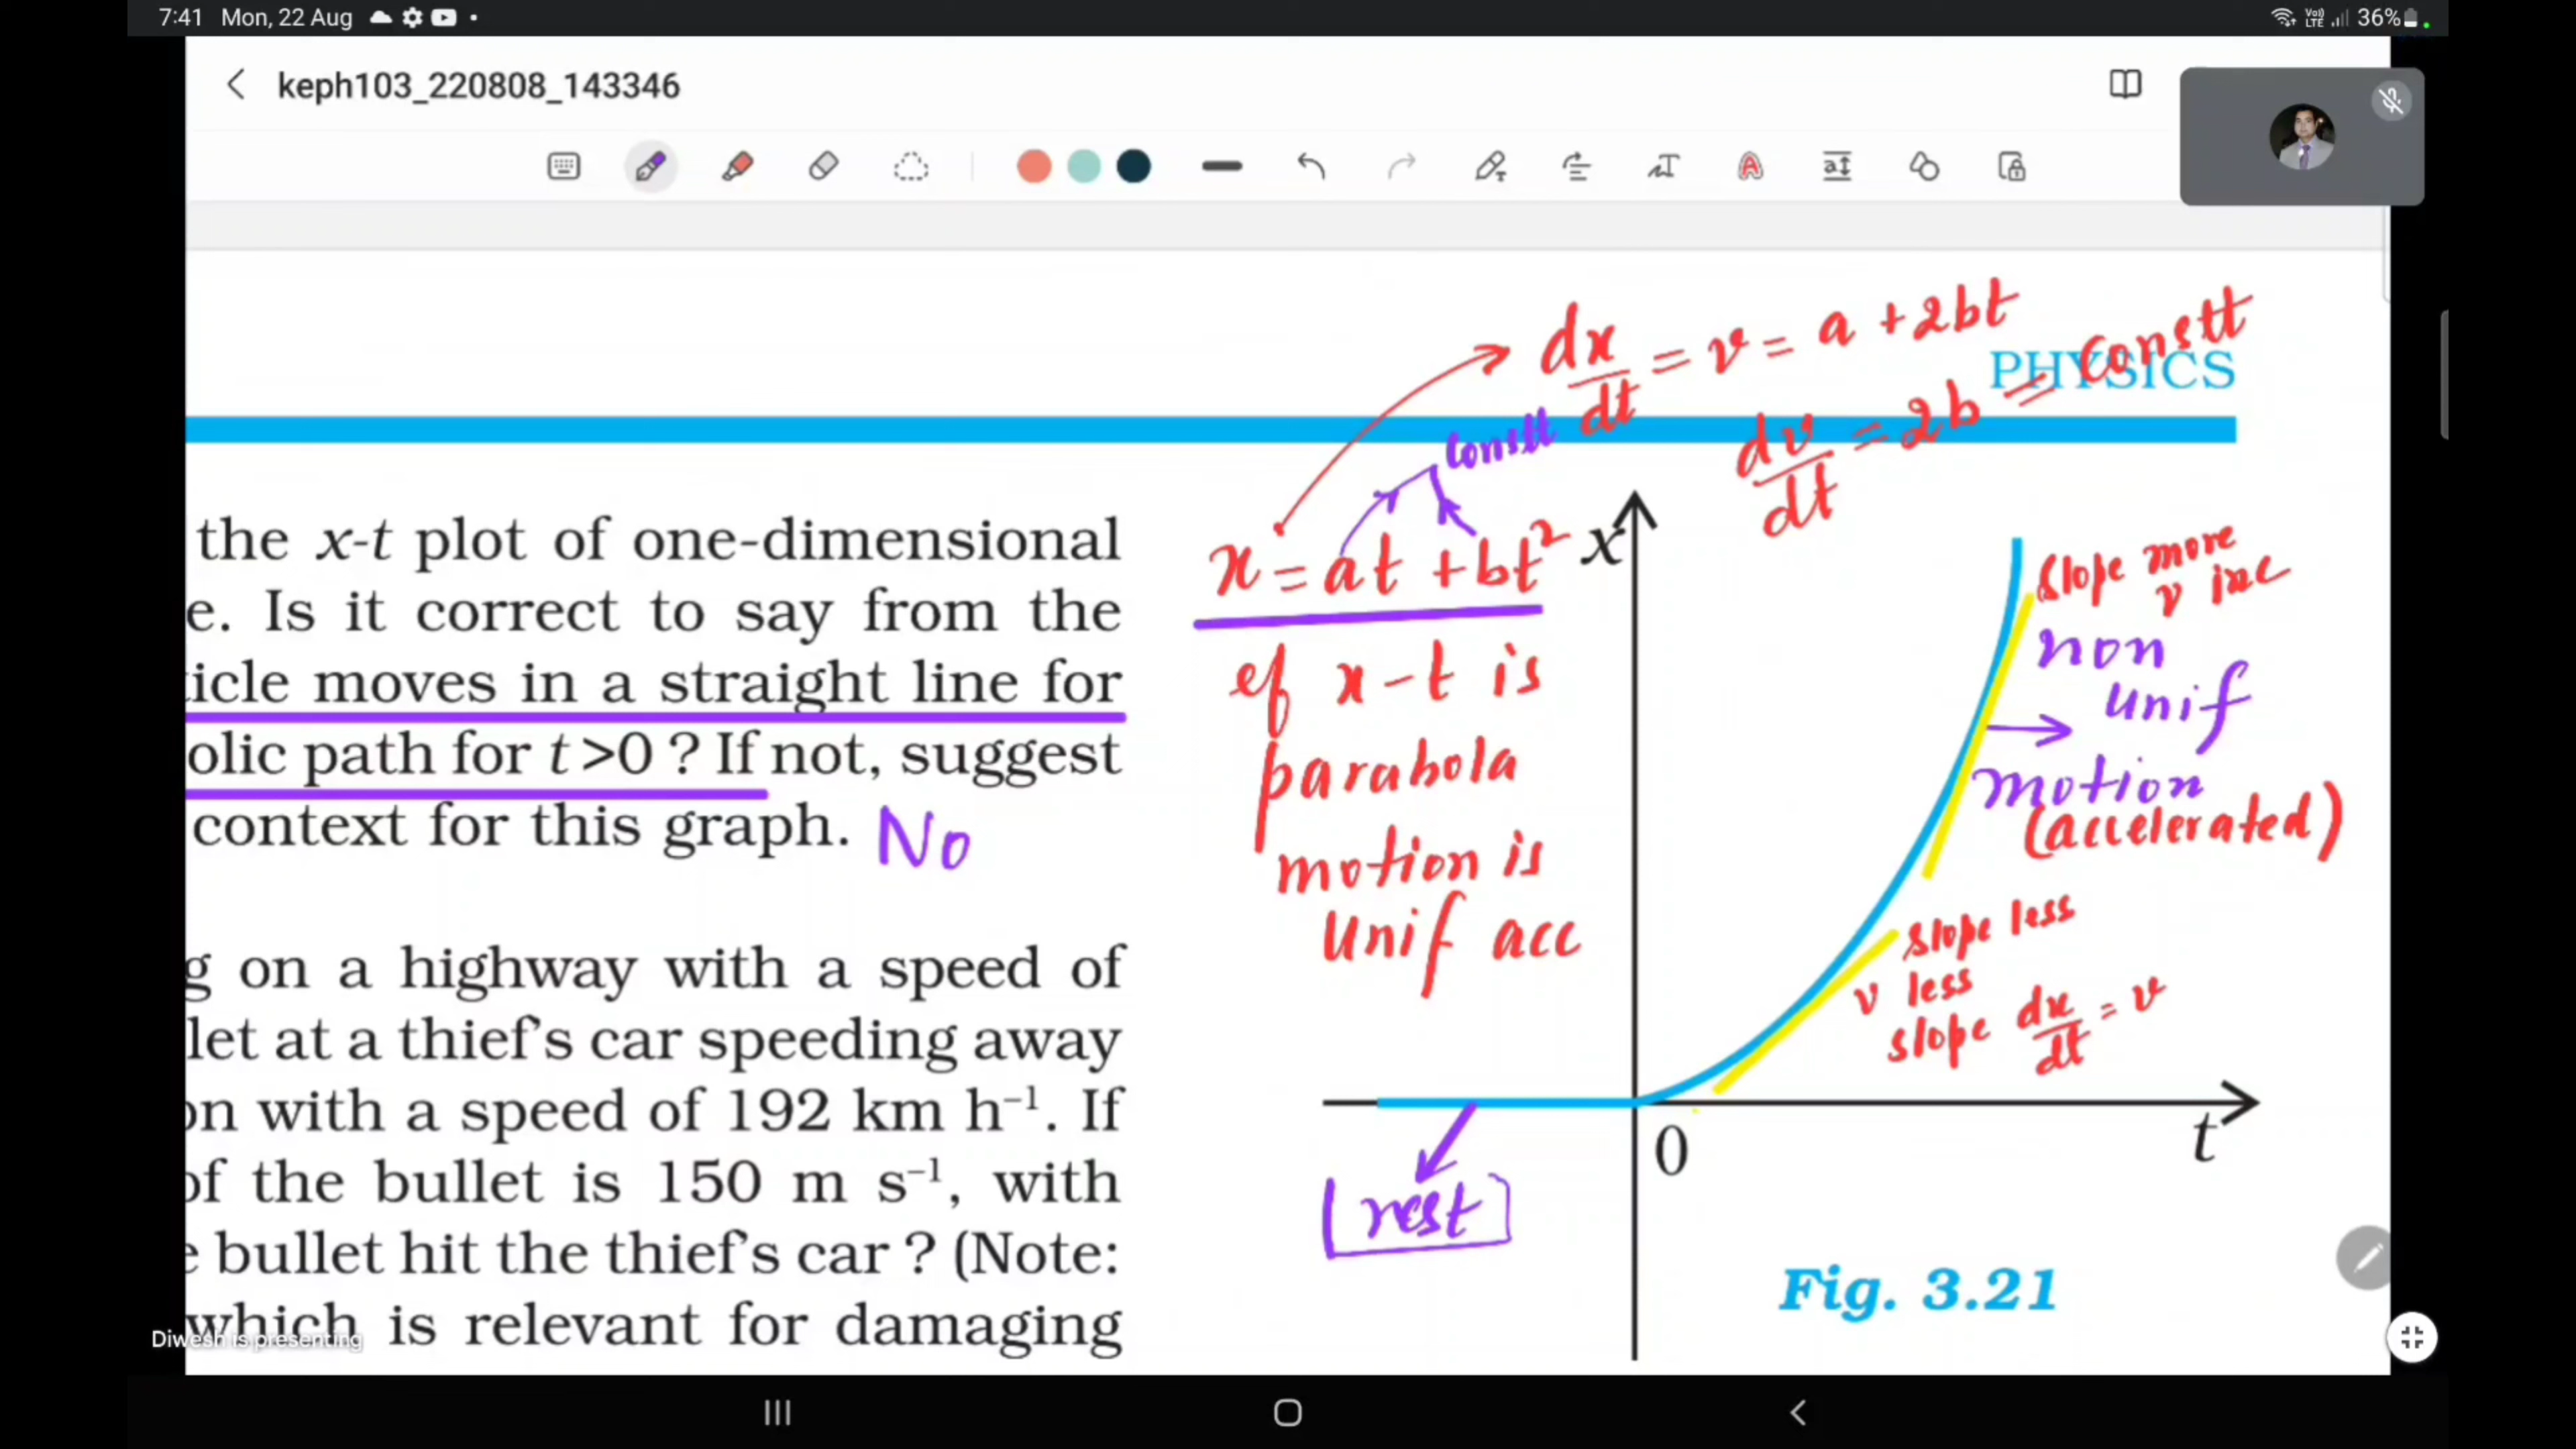 7:41 Mon, 22 Aug
VoD LTE 36%
keph103_220808_143346
dx/dt = v = a + 2bt
PHYSICS
dv/dt = 2b = constt
constt
the x-t plot of one-dimensional
e. Is it correct to say from the
icle moves in a straight line for
olic path for t >0 ? If not, suggest
context for this graph. No
g on a highway with a speed of
let at a thief's car speeding away
on with a speed of 192 km h⁻¹. If
of the bullet is 150 m s⁻¹, with
e bullet hit the thief's car ? (Note:
which is relevant for damaging
Diwesh is presenting
x = at + bt²
ef x-t is
parabola
motion is
unif acc
x
slope more
v inc
non
unif
motion
(accelerated)
slope less
v less
slope dx/dt = v
0
t
rest
Fig. 3.21